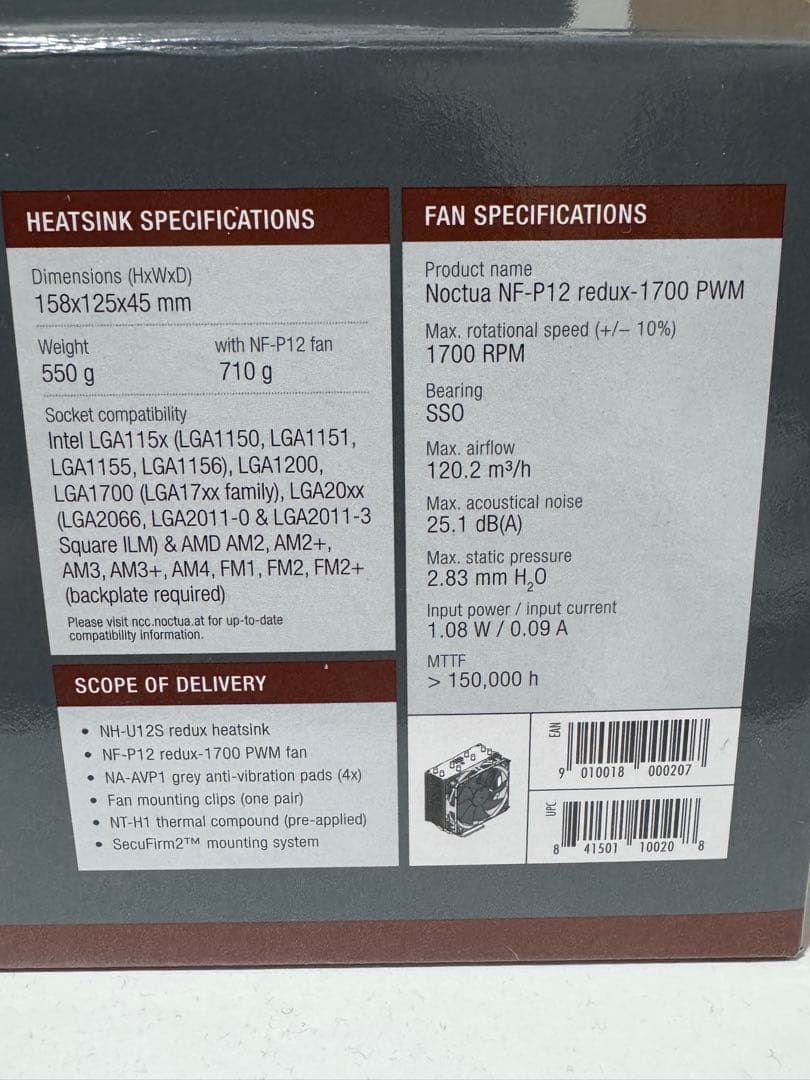 HEATSINK SPECIFICATIONS
Dimensions (HxWxD)
158x125x45 mm
Weight
550 g
with NF-P12 fan
710 g
Socket compatibility
Intel LGA115x (LGA1150, LGA1151,
LGA1155, LGA1156), LGA1200,
LGA1700 (LGA17xx family), LGA20xx
(LGA2066, LGA2011-0 & LGA2011-3
Square ILM) & AMD AM2, AM2+,
AM3, AM3+, AM4, FM1, FM2, FM2+
(backplate required)
Please visit ncc.noctua.at for up-to-date
compatibility information.
SCOPE OF DELIVERY
• NH-U12S redux heatsink
• NF-P12 redux-1700 PWM fan
• NA-AVP1 grey anti-vibration pads (4x)
• Fan mounting clips (one pair)
• NT-H1 thermal compound (pre-applied)
• SecuFirm2™ mounting system
FAN SPECIFICATIONS
Product name
Noctua NF-P12 redux-1700 PWM
Max. rotational speed (+/– 10%)
1700 RPM
Bearing
SSO
Max. airflow
120.2 m³/h
Max. acoustical noise
25.1 dB(A)
Max. static pressure
2.83 mm H₂O
Input power / input current
1.08 W / 0.09 A
MTTF
> 150,000 h
EAN
9 010018 000207
UPC
8 41501 10020 8